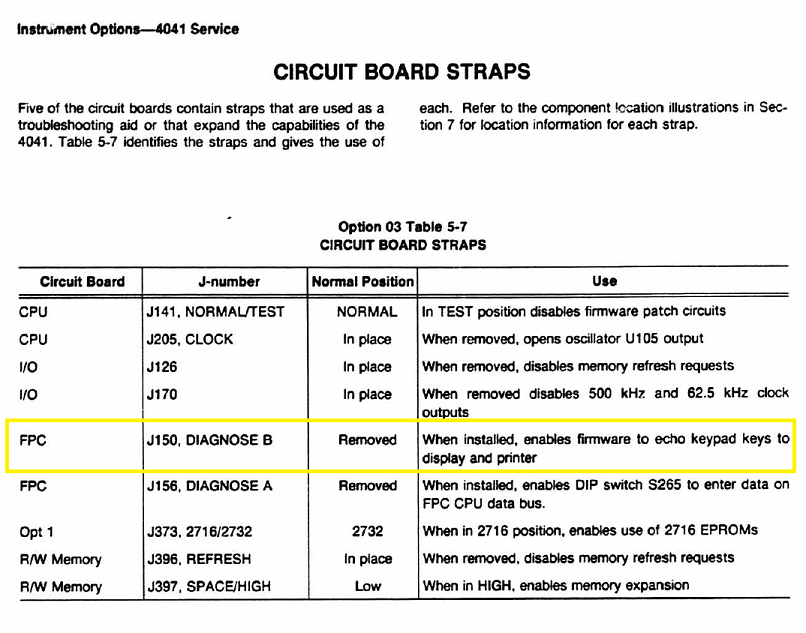 Instrument Options—4041 Service
CIRCUIT BOARD STRAPS
Five of the circuit boards contain straps that are used as a
troubleshooting aid or that expand the capabilities of the
4041. Table 5-7 identifies the straps and gives the use of
each. Refer to the component location illustrations in Sec-
tion 7 for location information for each strap.
Option 03 Table 5-7
CIRCUIT BOARD STRAPS
Circuit Board J-number Normal Position Use
CPU J141, NORMAL/TEST NORMAL In TEST position disables firmware patch circuits
CPU J205, CLOCK In place When removed, opens oscillator U105 output
I/O J126 In place When removed, disables memory refresh requests
I/O J170 In place When removed disables 500 kHz and 62.5 kHz clock
outputs
FPC J150, DIAGNOSE B Removed When installed, enables firmware to echo keypad keys to
display and printer
FPC J156, DIAGNOSE A Removed When installed, enables DIP switch S265 to enter data on
FPC CPU data bus.
Opt 1 J373, 2716/2732 2732 When in 2716 position, enables use of 2716 EPROMs
R/W Memory J396, REFRESH In place When removed, disables memory refresh requests
R/W Memory J397, SPACE/HIGH Low When in HIGH, enables memory expansion